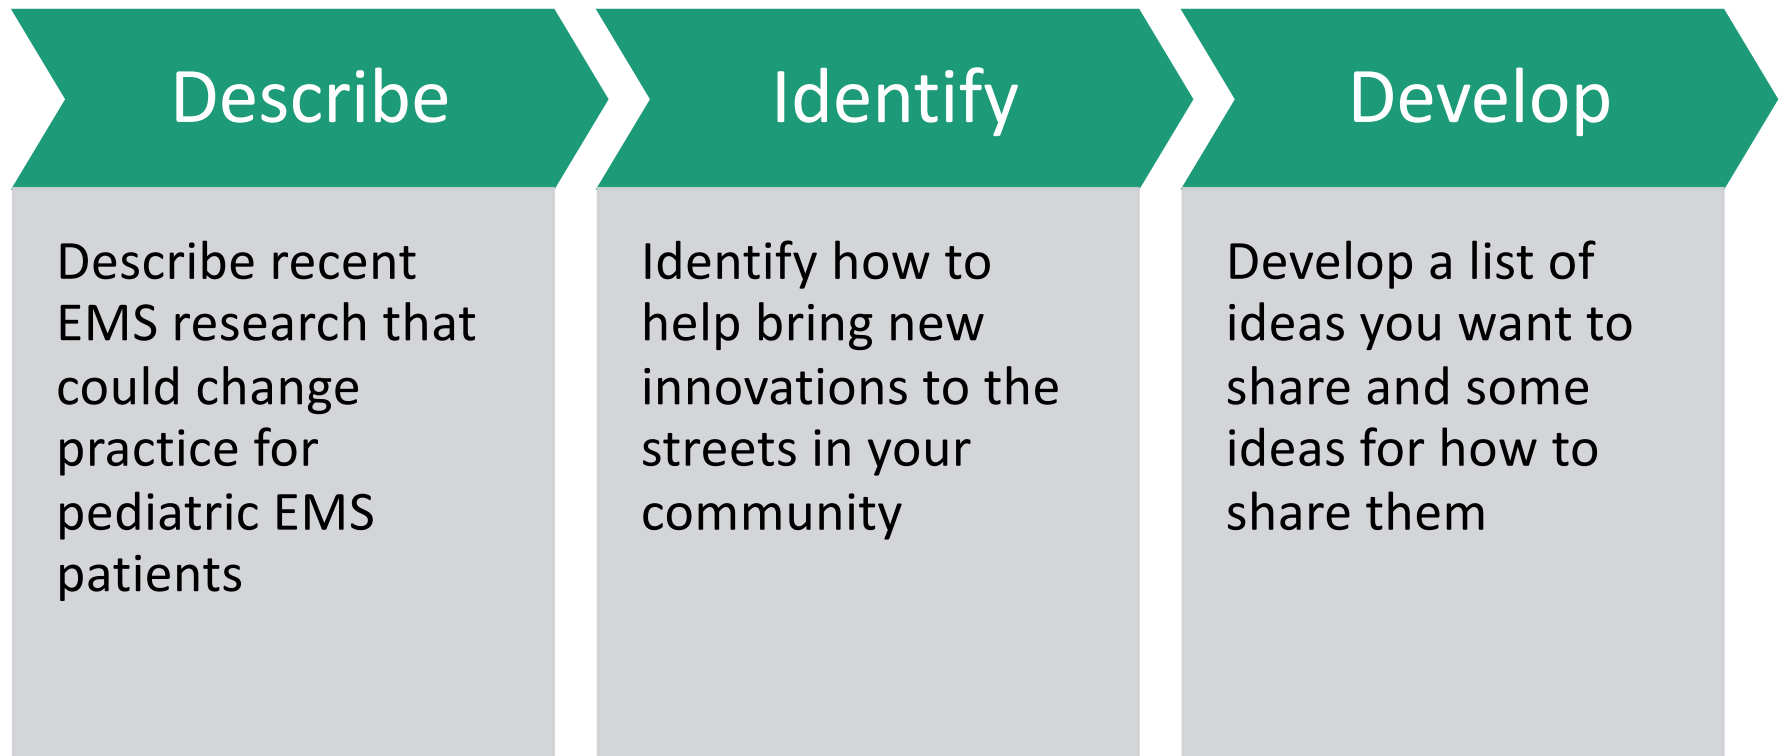 Describe
Describe recent
EMS research that
could change
practice for
pediatric EMS
patients
Identify
Identify how to
help bring new
innovations to the
streets in your
community
Develop
Develop a list of
ideas you want to
share and some
ideas for how to
share them